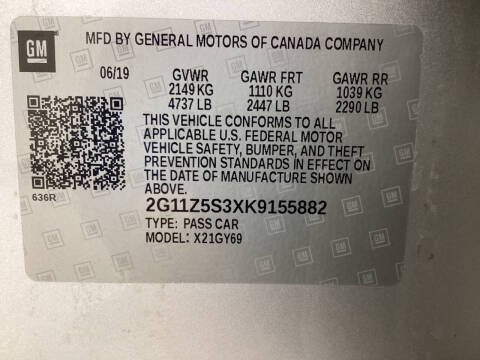 GM
MFD BY GENERAL MOTORS OF CANADA COMPANY
06/19 GVWR GAWR FRT GAWR RR
2149 KG 1110 KG 1039 KG
4737 LB 2447 LB 2290 LB
THIS VEHICLE CONFORMS TO ALL
APPLICABLE U.S. FEDERAL MOTOR
VEHICLE SAFETY, BUMPER, AND THEFT
PREVENTION STANDARDS IN EFFECT ON
THE DATE OF MANUFACTURE SHOWN
ABOVE.
636R
2G11Z5S3XK9155882
TYPE: PASS CAR
MODEL: X21GY69